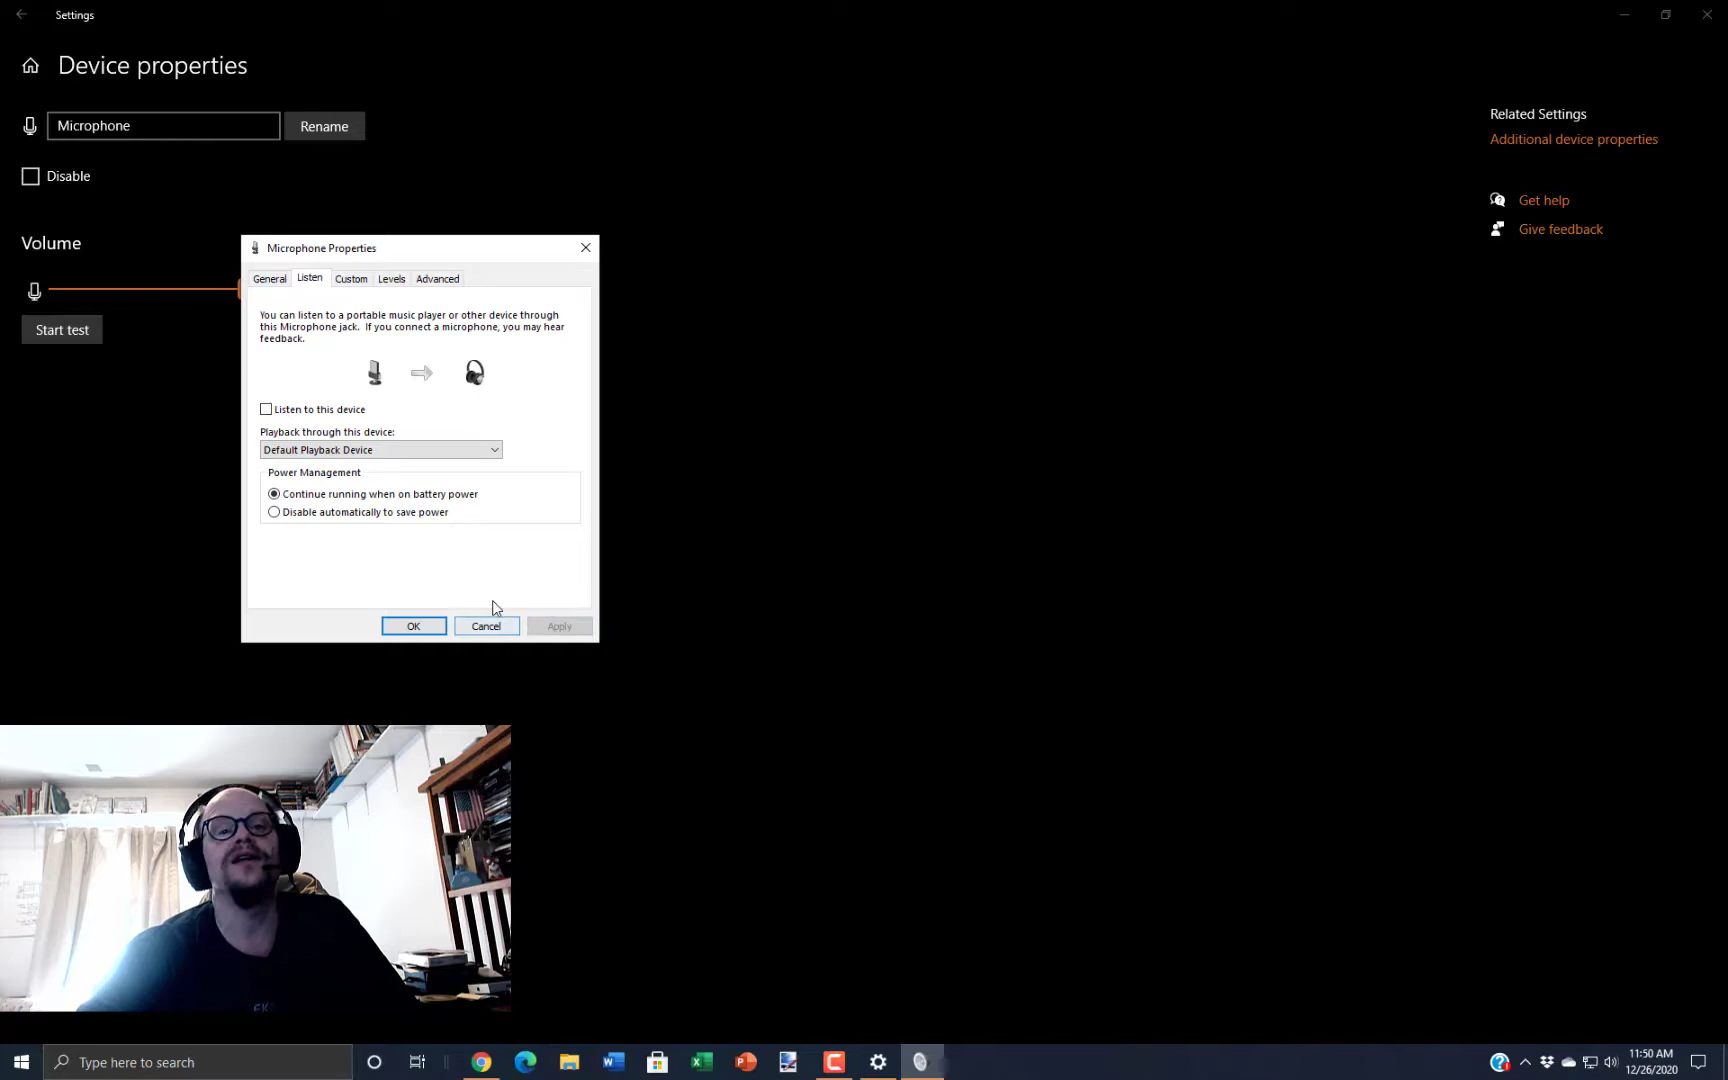 Settings
Device properties
Microphone
Rename
Disable
Volume
Start test
Related Settings
Additional device properties
Get help
Give feedback
Microphone Properties
General
Listen
Custom
Levels
Advanced
You can listen to a portable music player or other device through
this Microphone jack. If you connect a microphone, you may hear
feedback.
Listen to this device
Playback through this device:
Default Playback Device
Power Management
Continue running when on battery power
Disable automatically to save power
OK
Cancel
Apply
Type here to search
11:50 AM
12/26/2020